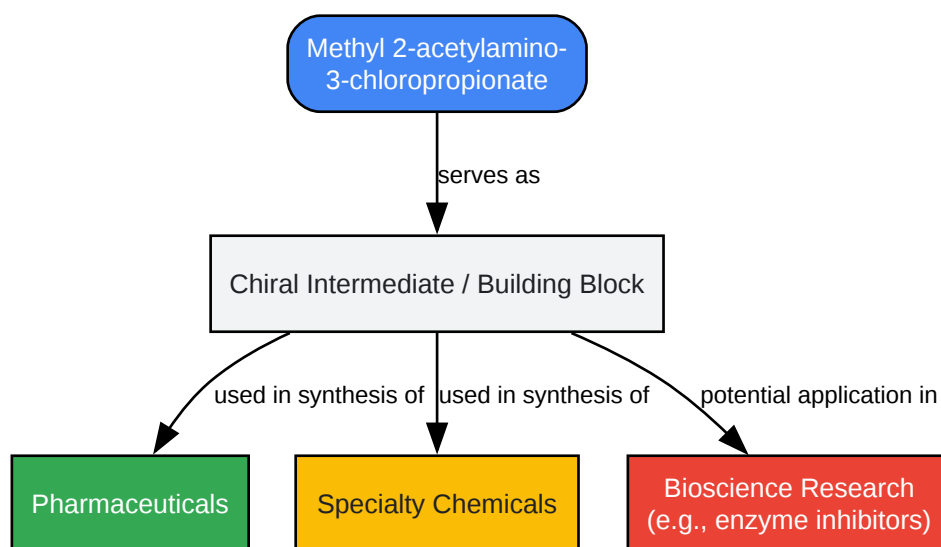 Methyl 2-acetylamino-
3-chloropropionate
serves as
Chiral Intermediate / Building Block
used in synthesis of
used in synthesis of
potential application in
Pharmaceuticals
Specialty Chemicals
Bioscience Research
(e.g., enzyme inhibitors)